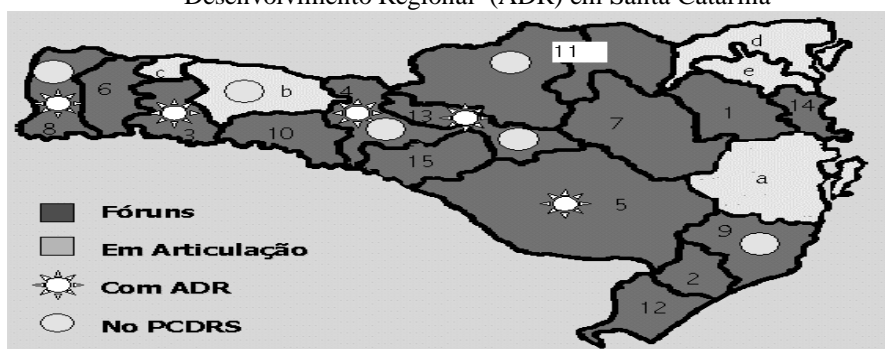 Desenvolvimento Regional (ADR) em Santa Catarina
11
d
e
c
6
b
4
13
3
8
10
7
1
14
15
5
a
9
2
12
Fóruns
Em Articulação
Com ADR
No PCDRS